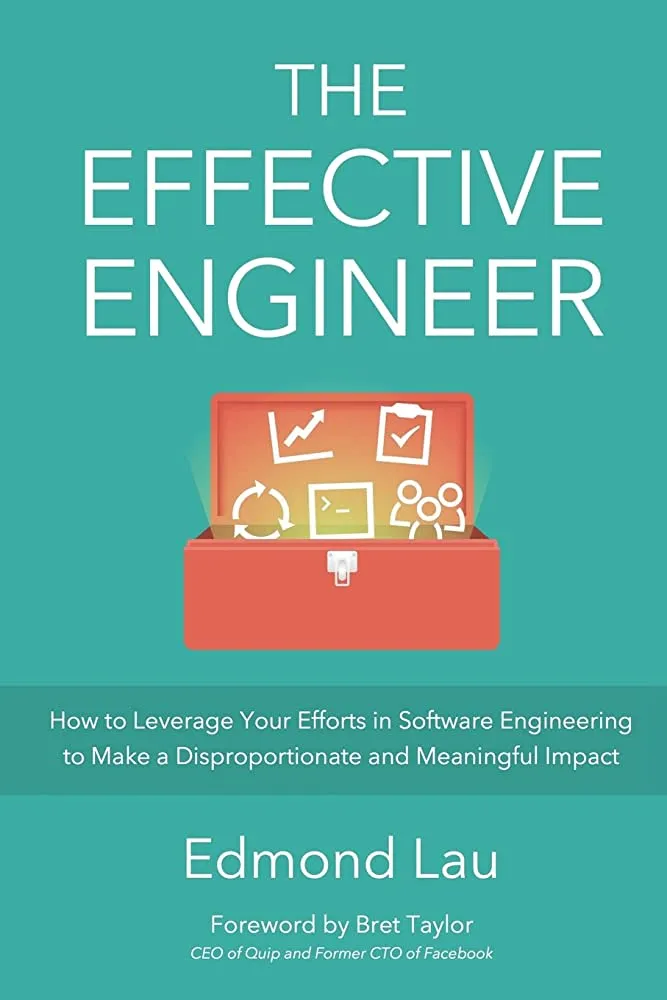 THE
EFFECTIVE
ENGINEER
>_
How to Leverage Your Efforts in Software Engineering
to Make a Disproportionate and Meaningful Impact
Edmond Lau
Foreword by Bret Taylor
CEO of Quip and Former CTO of Facebook